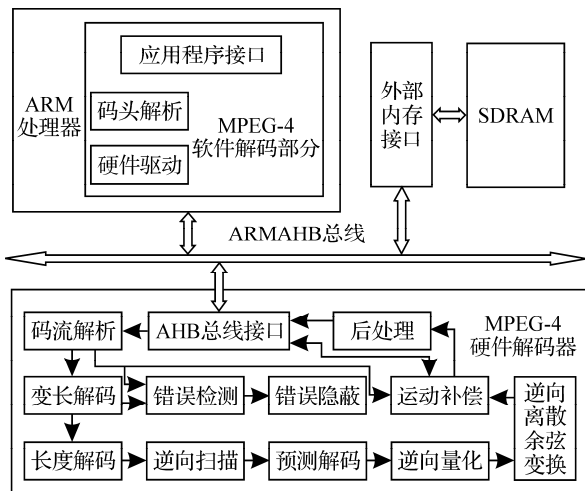 应用程序接口
ARM
处理器
码头解析
MPEG-4
软件解码部分
硬件驱动
外部
内存
接口
SDRAM
ARMAHB总线
码流解析
AHB总线接口
后处理
MPEG-4
硬件解码器
变长解码
错误检测
错误隐蔽
运动补偿
逆向
离散
余弦
变换
长度解码
逆向扫描
预测解码
逆向量化